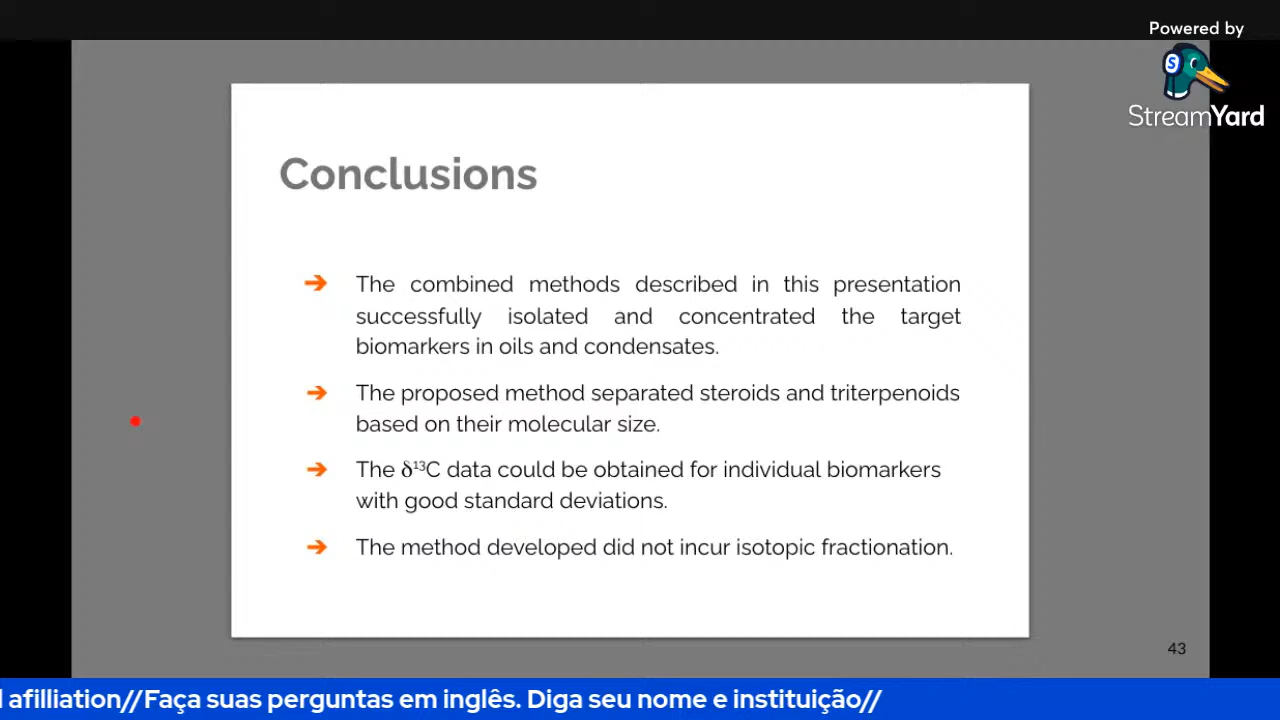 Powered by
S
StreamYard
Conclusions
➔ The combined methods described in this presentation
successfully isolated and concentrated the target
biomarkers in oils and condensates.
➔ The proposed method separated steroids and triterpenoids
based on their molecular size.
➔ The δ¹³C data could be obtained for individual biomarkers
with good standard deviations.
➔ The method developed did not incur isotopic fractionation.
43
afilliation//Faça suas perguntas em inglês. Diga seu nome e instituição//